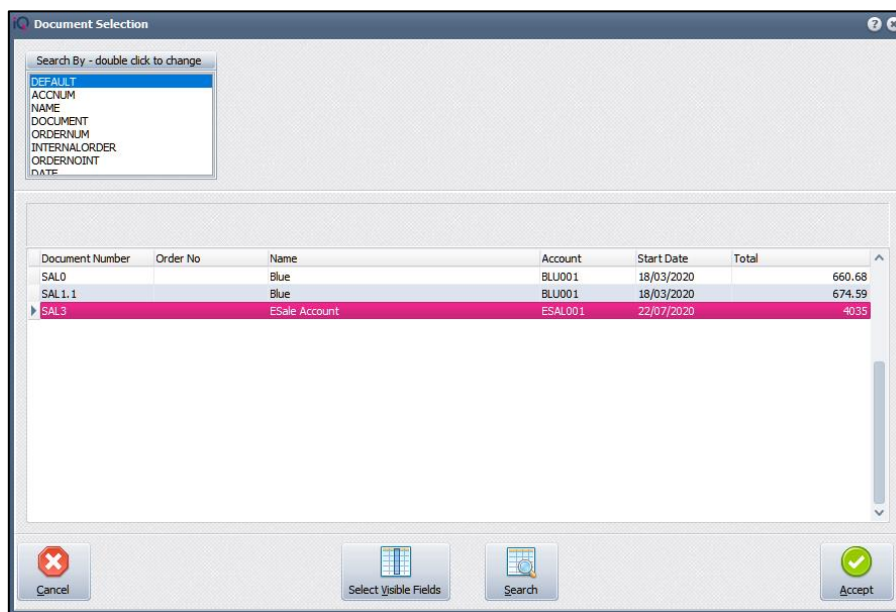 iQ Document Selection
Search By - double click to change
DEFAULT
ACCNUM
NAME
DOCUMENT
ORDERNUM
INTERNALORDER
ORDERNOINT
DATE
Document Number Order No Name Account Start Date Total
SAL0 Blue BLU001 18/03/2020 660.68
SAL1.1 Blue BLU001 18/03/2020 674.59
SAL3 ESale Account ESAL001 22/07/2020 4035
Cancel Select Visible Fields Search Accept